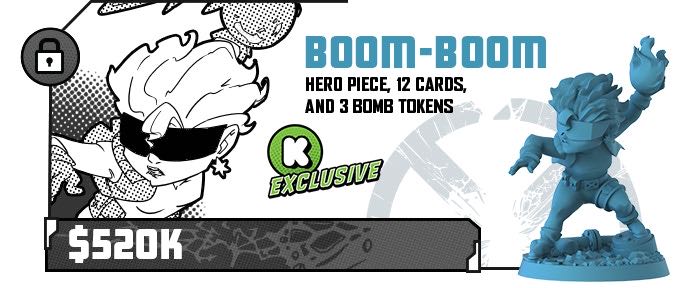 BOOM-BOOM
HERO PIECE, 12 CARDS,
AND 3 BOMB TOKENS
K
EXCLUSIVE
$520K